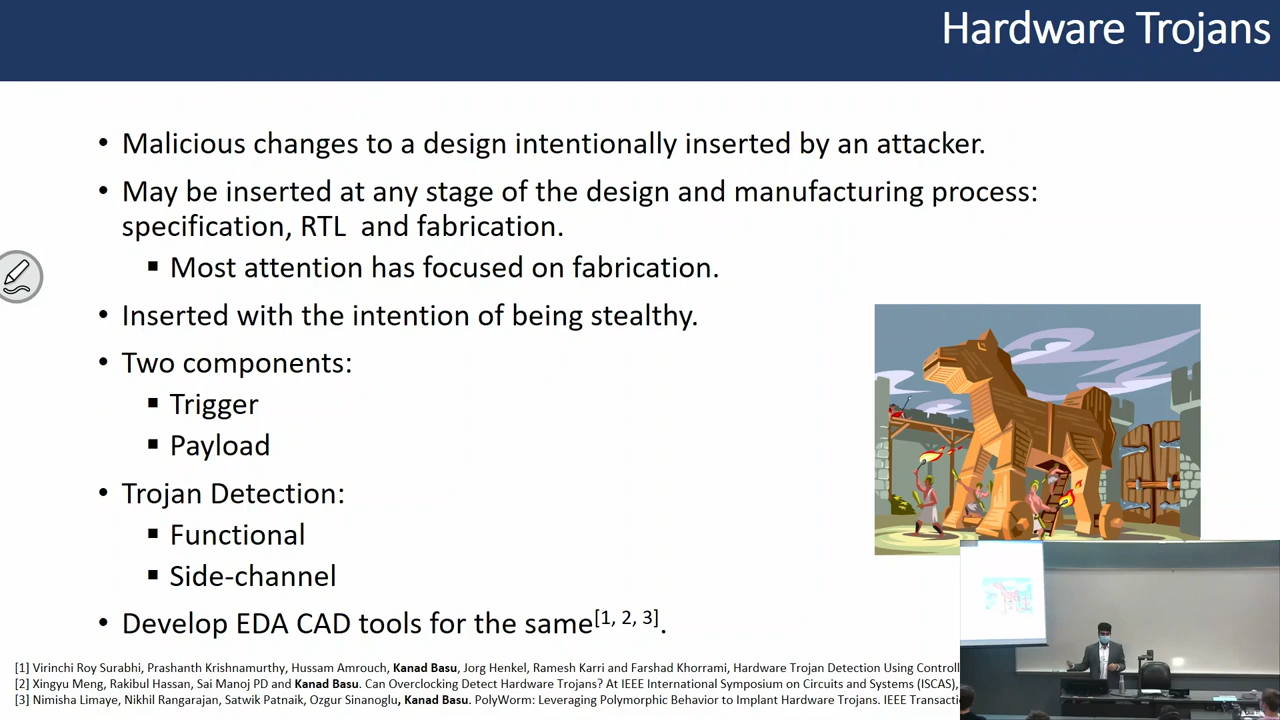 Hardware Trojans
• Malicious changes to a design intentionally inserted by an attacker.
• May be inserted at any stage of the design and manufacturing process:
specification, RTL and fabrication.
▪ Most attention has focused on fabrication.
• Inserted with the intention of being stealthy.
• Two components:
▪ Trigger
▪ Payload
• Trojan Detection:
▪ Functional
▪ Side-channel
• Develop EDA CAD tools for the same[1, 2, 3].
[1] Virinchi Roy Surabhi, Prashanth Krishnamurthy, Hussam Amrouch, Kanad Basu, Jorg Henkel, Ramesh Karri and Farshad Khorrami, Hardware Trojan Detection Using Controll
[2] Xingyu Meng, Rakibul Hassan, Sai Manoj PD and Kanad Basu. Can Overlocking Detect Hardware Trojans? At IEEE International Symposium on Circuits and Systems (ISCAS),
[3] Nimisha Limaye, Nikhil Rangarajan, Satwik Patnaik, Ozgur Sinanoglu, Kanad Basu. PolyWorm: Leveraging Polymorphic Behavior to Implant Hardware Trojans. IEEE Transacti